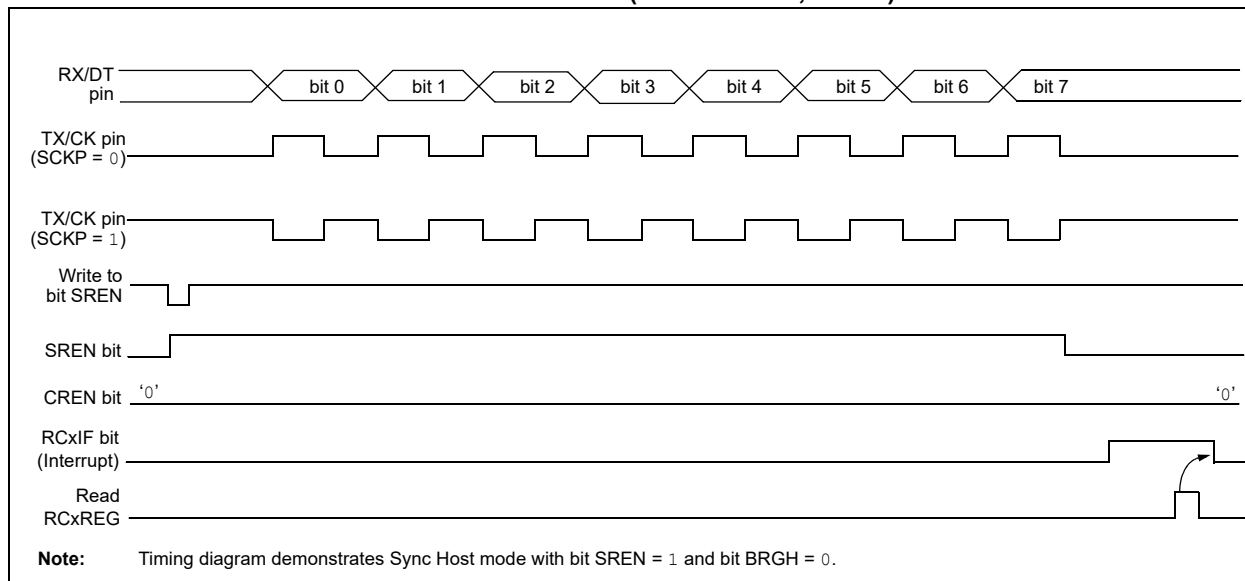 RX/DT
pin
bit 0 bit 1 bit 2 bit 3 bit 4 bit 5 bit 6 bit 7
TX/CK pin
(SCKP = 0)
TX/CK pin
(SCKP = 1)
Write to
bit SREN
SREN bit
CREN bit ‘0’ ‘0’
RCxIF bit
(Interrupt)
Read
RCxREG
Note: Timing diagram demonstrates Sync Host mode with bit SREN = 1 and bit BRGH = 0.